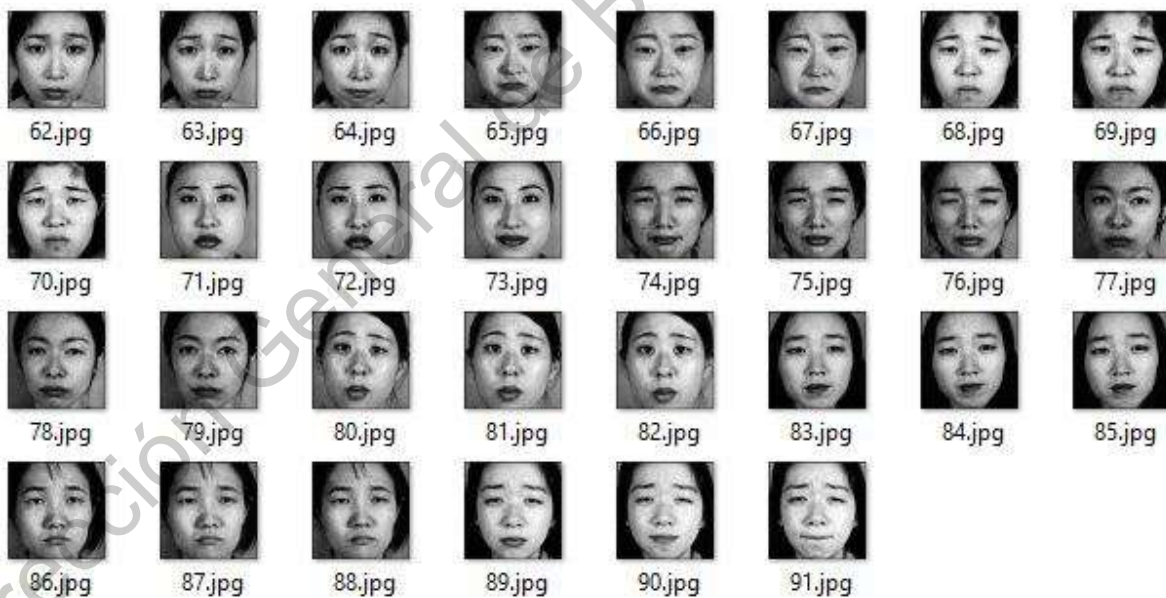 62.jpg 63.jpg 64.jpg 65.jpg 66.jpg 67.jpg 68.jpg 69.jpg
70.jpg 71.jpg 72.jpg 73.jpg 74.jpg 75.jpg 76.jpg 77.jpg
78.jpg 79.jpg 80.jpg 81.jpg 82.jpg 83.jpg 84.jpg 85.jpg
86.jpg 87.jpg 88.jpg 89.jpg 90.jpg 91.jpg
General de